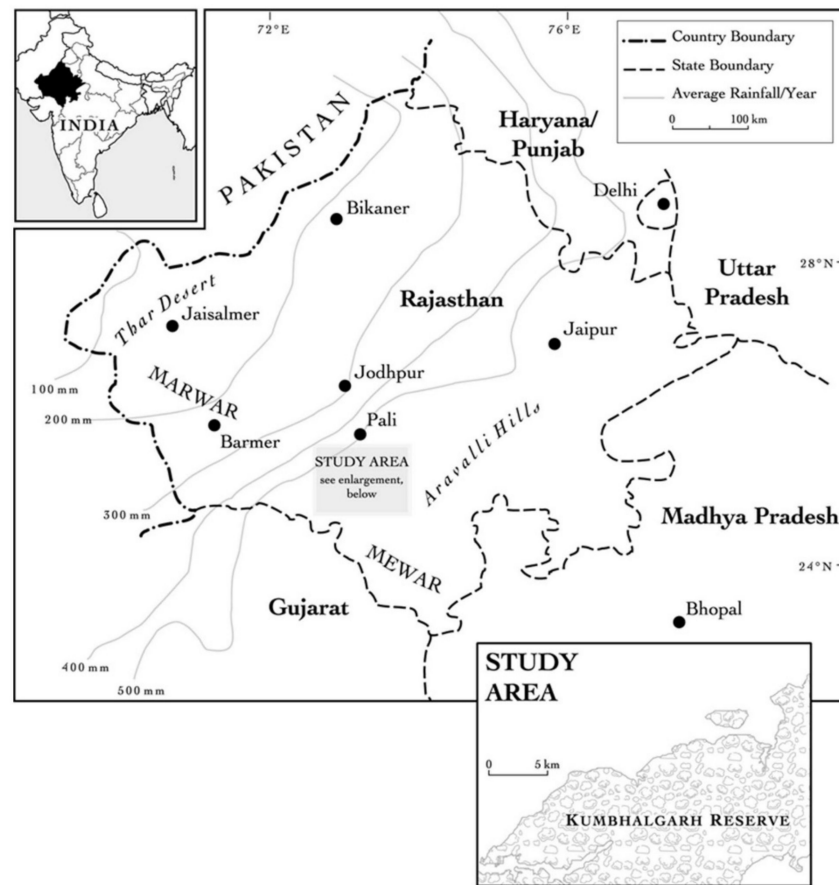 INDIA
72°E
76°E
Country Boundary
State Boundary
Average Rainfall/Year
0 100 km
PAKISTAN
Haryana/
Punjab
Delhi
Bikaner
28°N
Uttar
Pradesh
Thar Desert
Rajasthan
Jaisalmer
Jaipur
100 mm
MARWAR
Jodhpur
200 mm
Barmer
Pali
Aravalli Hills
STUDY AREA
see enlargement,
below
300 mm
Madhya Pradesh
MEWAR
24°N
Gujarat
Bhopal
400 mm
500 mm
STUDY
AREA
0 5 km
KUMBHALGARH RESERVE